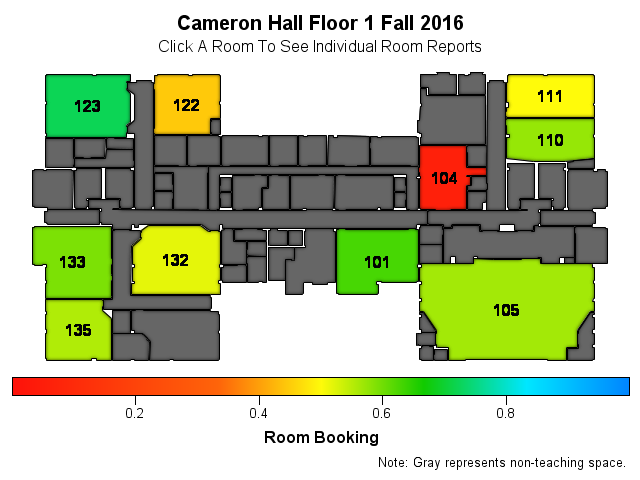 Cameron Hall Floor 1 Fall 2016
Click A Room To See Individual Room Reports
123
122
111
110
104
133
132
101
105
135
0.2 0.4 0.6 0.8
Room Booking
Note: Gray represents non-teaching space.